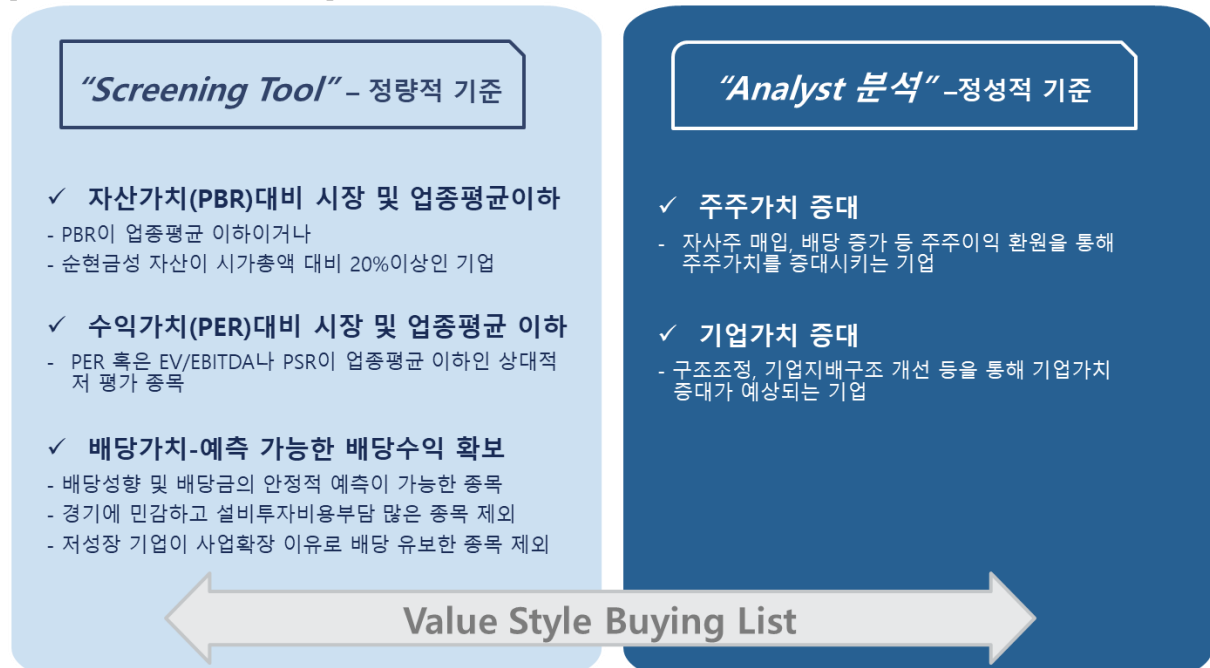 “Screening Tool” – 정량적 기준
✓ 자산가치(PBR)대비 시장 및 업종평균이하
- PBR이 업종평균 이하이거나
- 순현금성 자산이 시가총액 대비 20%이상인 기업
✓ 수익가치(PER)대비 시장 및 업종평균 이하
- PER 혹은 EV/EBITDA나 PSR이 업종평균 이하인 상대적
저 평가 종목
✓ 배당가치-예측 가능한 배당수익 확보
- 배당성향 및 배당금의 안정적 예측이 가능한 종목
- 경기에 민감하고 설비투자비용부담 많은 종목 제외
- 저성장 기업이 사업확장 이유로 배당 유보한 종목 제외
“Analyst 분석” –정성적 기준
✓ 주주가치 증대
- 자사주 매입, 배당 증가 등 주주이익 환원을 통해
주주가치를 증대시키는 기업
✓ 기업가치 증대
- 구조조정, 기업지배구조 개선 등을 통해 기업가치
증대가 예상되는 기업
Value Style Buying List